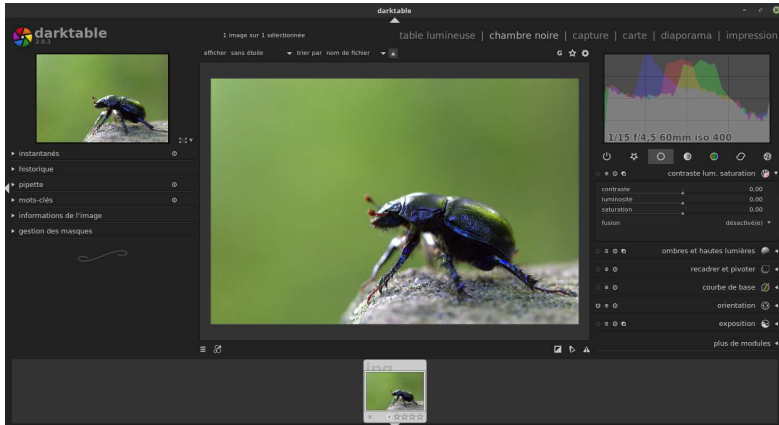 darktable
darktable
2.0.3
1 image sur 1 sélectionnée
table lumineuse | chambre noire | capture | carte | diaporama | impression
afficher sans étoile trier par nom de fichier
G
1/15 f/4,5 60mm iso 400
instantanés
historique
pipette
mots-clés
informations de l'image
gestion des masques
contraste lum. saturation
contraste 0.00
luminosité 0.00
saturation 0.00
fusion désactivé(e)
ombres et hautes lumières
recadrer et pivoter
courbe de base
orientation
exposition
plus de modules
jpg